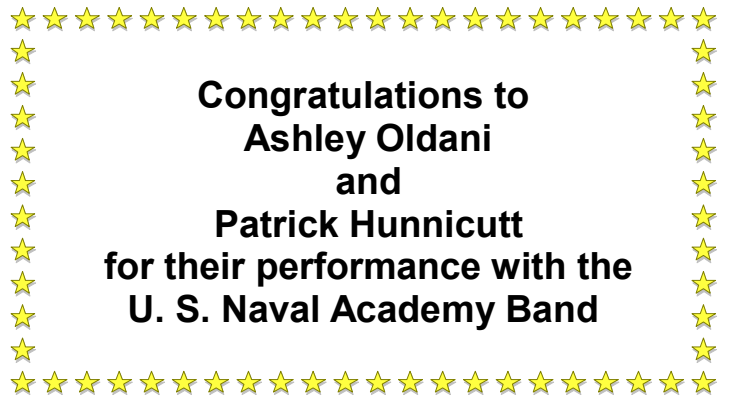 Congratulations to
Ashley Oldani
and
Patrick Hunnicutt
for their performance with the
U. S. Naval Academy Band